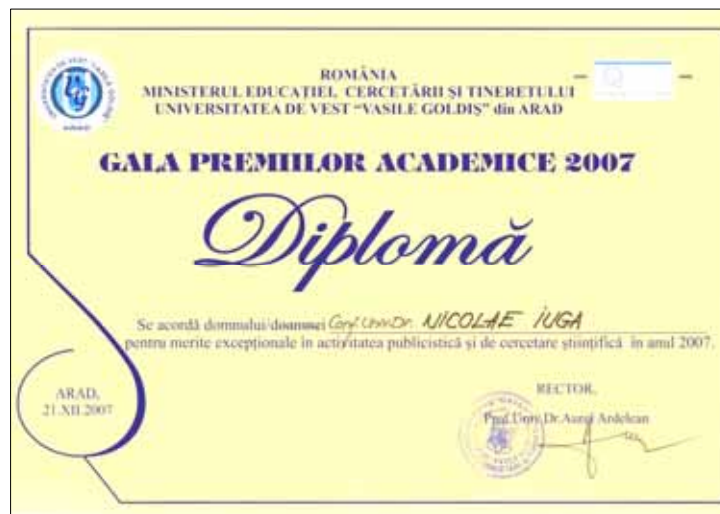 ROMÂNIA
MINISTERUL EDUCAȚIEI, CERCETĂRII ȘI TINERETULUI
UNIVERSITATEA DE VEST “VASILE GOLDIȘ” din ARAD
GALA PREMIILOR ACADEMICE 2007
Diplomă
Se acordă domnului/doamnei Conf. Univ. Dr. NICOLAE IUGA
pentru merite excepționale în activitatea publicistică și de cercetare științifică în anul 2007.
ARAD,
21.XII.2007
RECTOR,
Prof.Univ.Dr.Aurel Ardelean